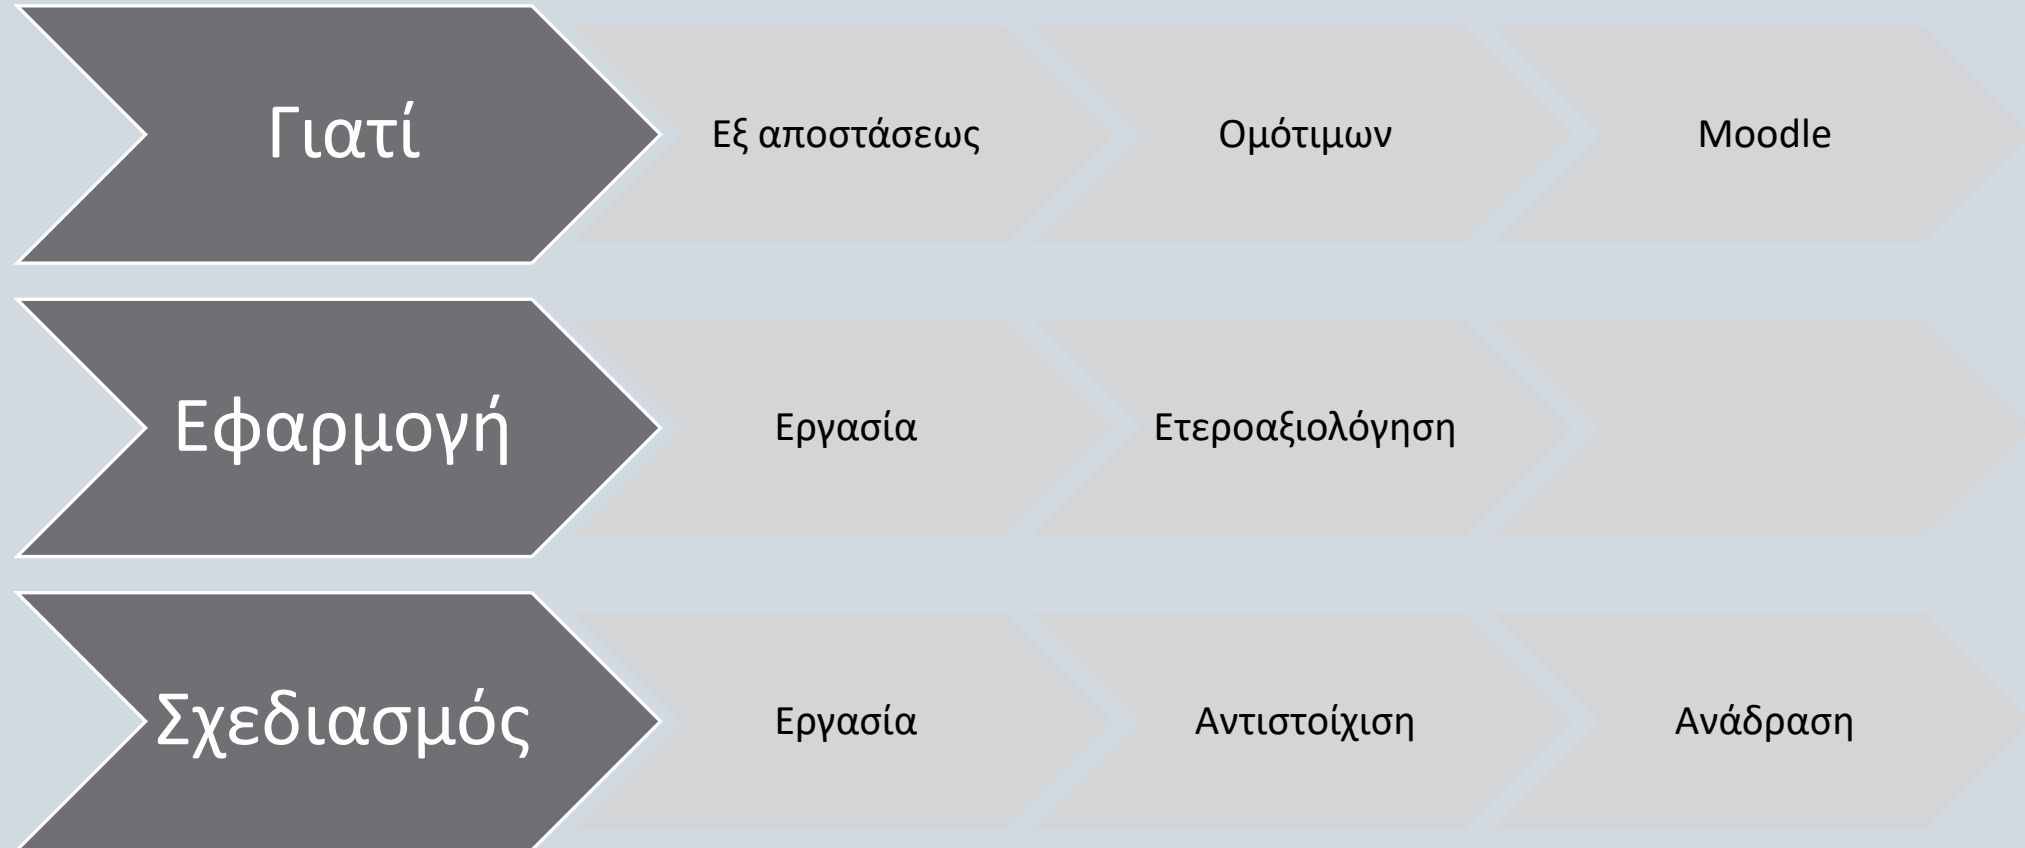 Γιατί
Εξ αποστάσεως
Ομότιμων
Moodle
Εφαρμογή
Εργασία
Ετεροαξιολόγηση
Σχεδιασμός
Εργασία
Αντιστοίχιση
Ανάδραση